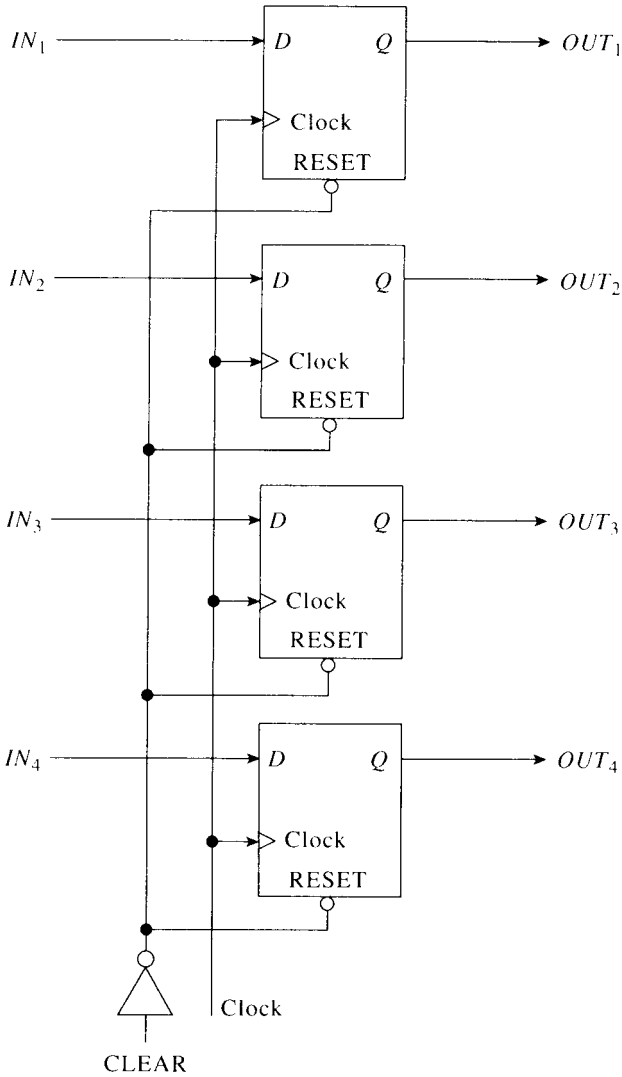 IN₁ D Q OUT₁
Clock
RESET
IN₂ D Q OUT₂
Clock
RESET
IN₃ D Q OUT₃
Clock
RESET
IN₄ D Q OUT₄
Clock
RESET
Clock
CLEAR